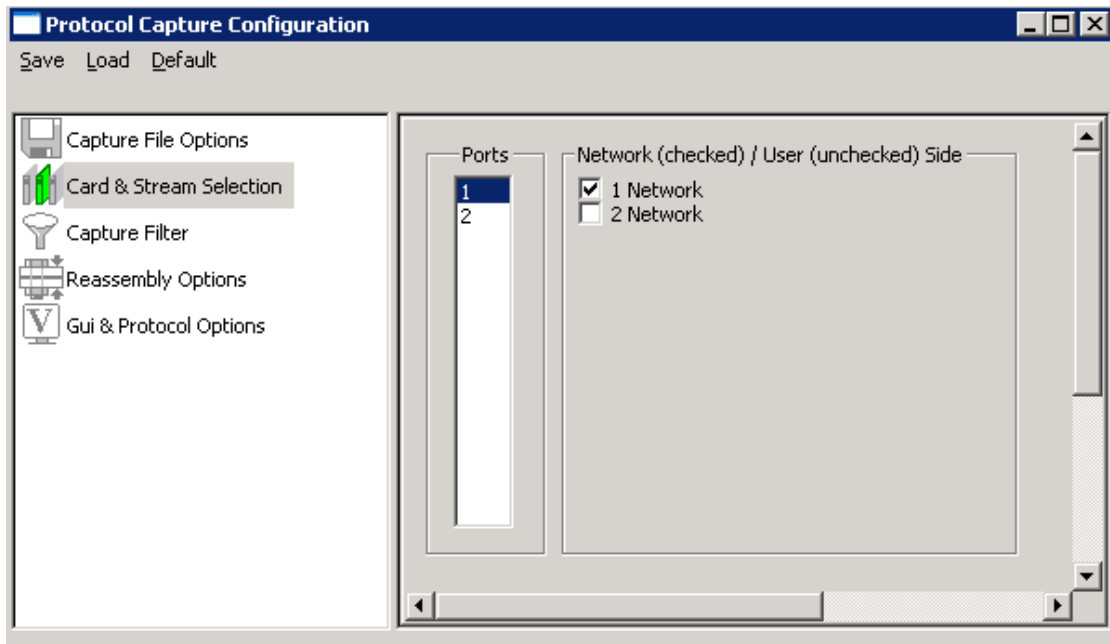 Protocol Capture Configuration
Save Load Default
Capture File Options
Card & Stream Selection
Capture Filter
Reassembly Options
Gui & Protocol Options
V
Ports
1
2
Network (checked) / User (unchecked) Side
1 Network
2 Network